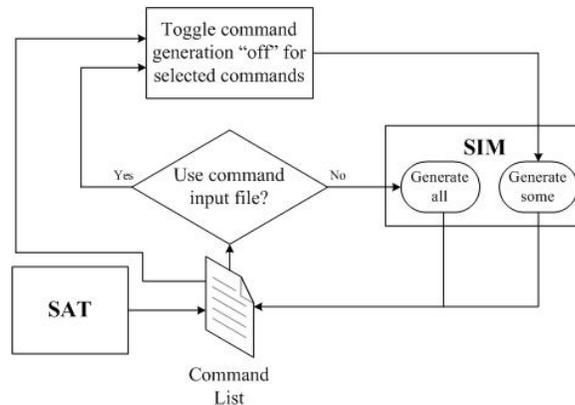 Toggle command
generation “off” for
selected commands
SIM
Yes
Use command
input file?
No
Generate
all
Generate
some
SAT
Command
List